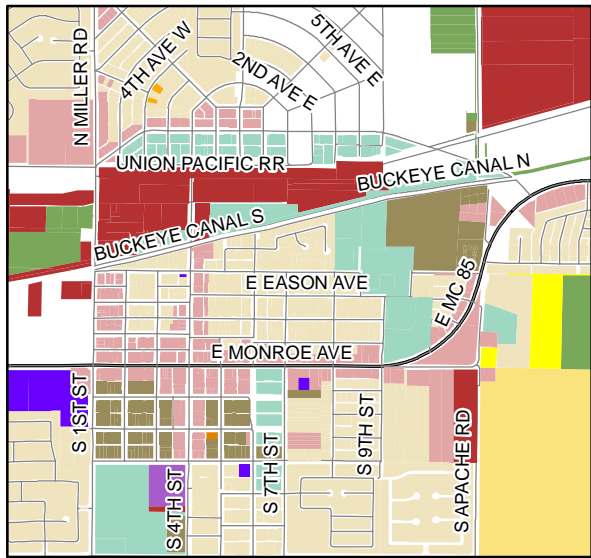 N MILLER RD
4TH AVE W
2ND AVE E
5TH AVE E
UNION PACIFIC RR
BUCKEYE CANAL N
BUCKEYE CANAL S
E EASON AVE
E MC 85
E MONROE AVE
S 1ST ST
S 4TH ST
S 7TH ST
S 9TH ST
S APACHE RD